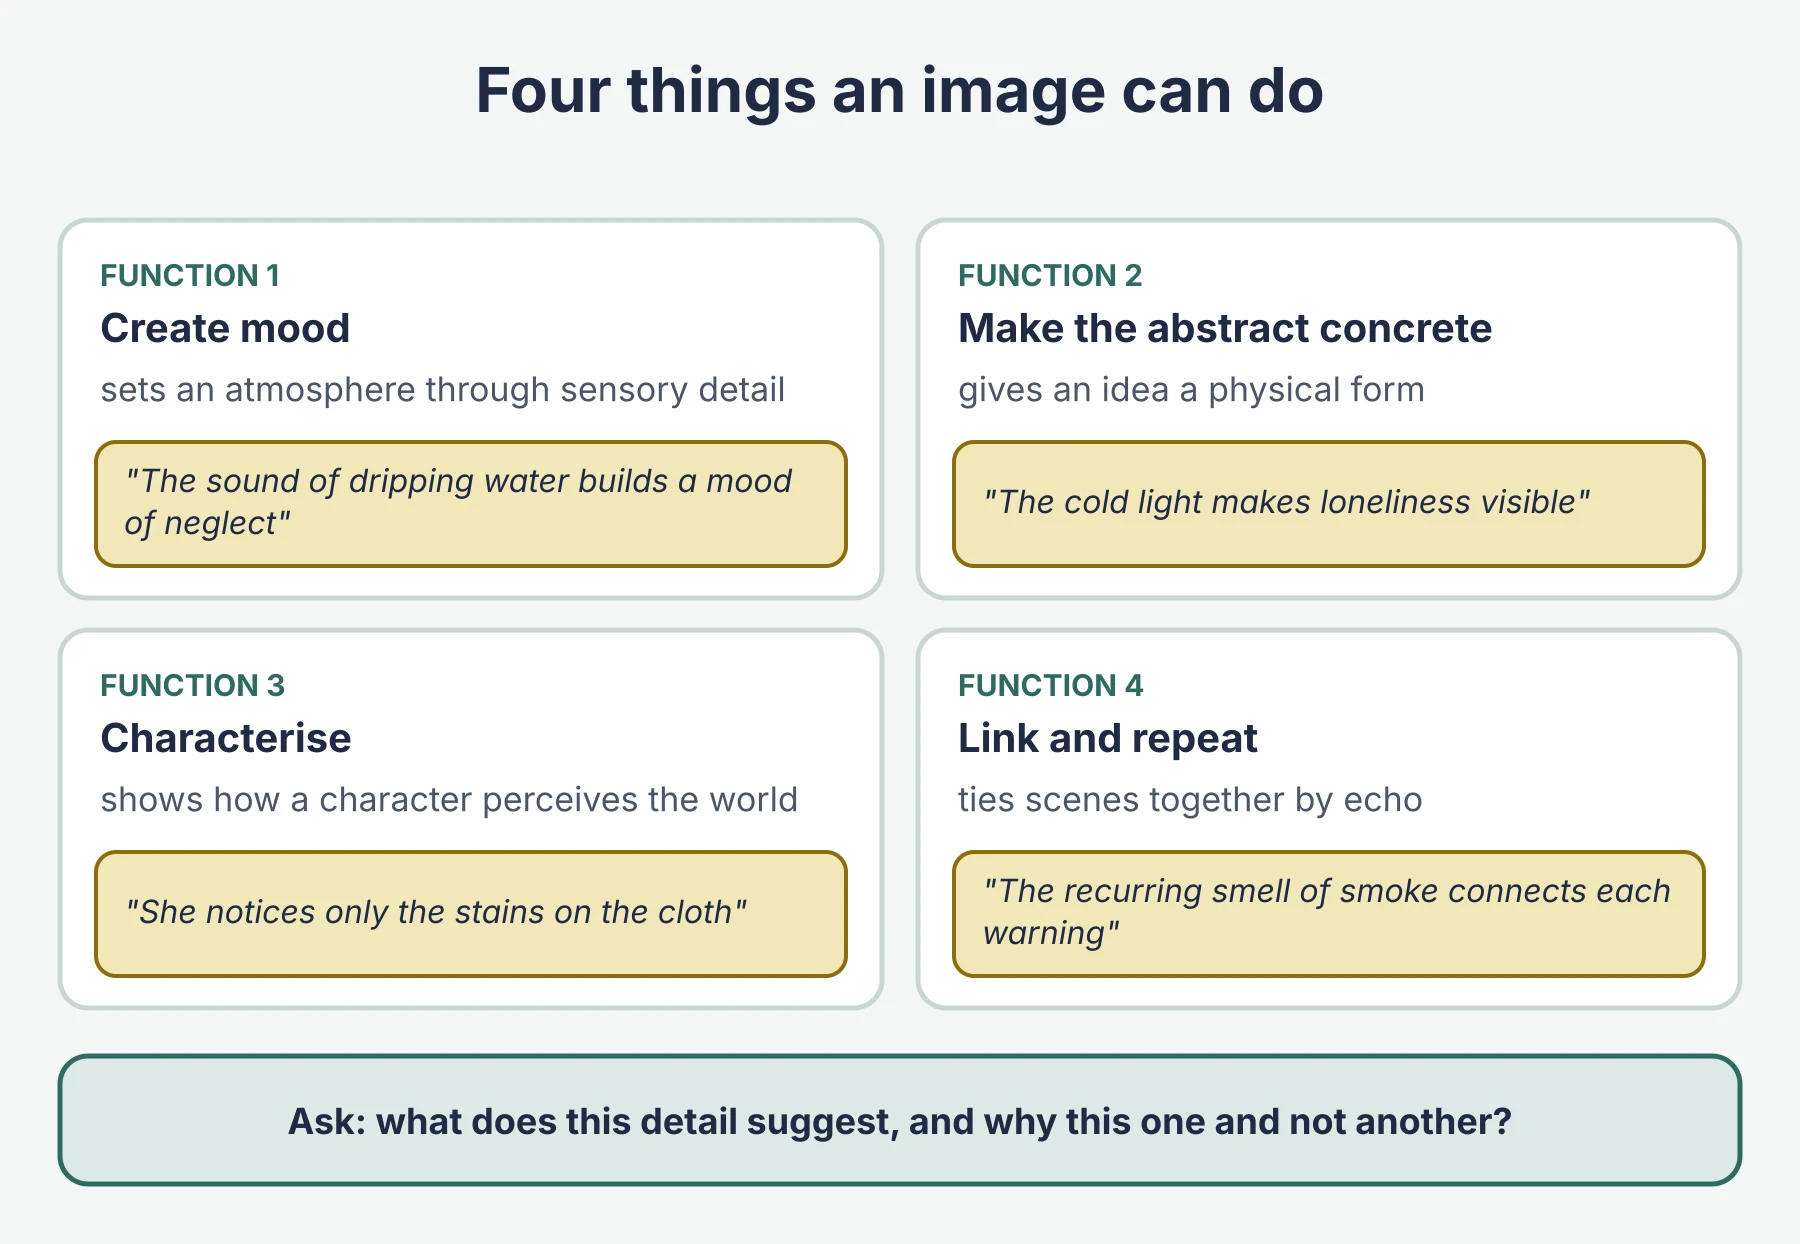 Four things an image can do
FUNCTION 1
Create mood
sets an atmosphere through sensory detail
"The sound of dripping water builds a mood
of neglect"
FUNCTION 2
Make the abstract concrete
gives an idea a physical form
"The cold light makes loneliness visible"
FUNCTION 3
Characterise
shows how a character perceives the world
"She notices only the stains on the cloth"
FUNCTION 4
Link and repeat
ties scenes together by echo
"The recurring smell of smoke connects each
warning"
Ask: what does this detail suggest, and why this one and not another?